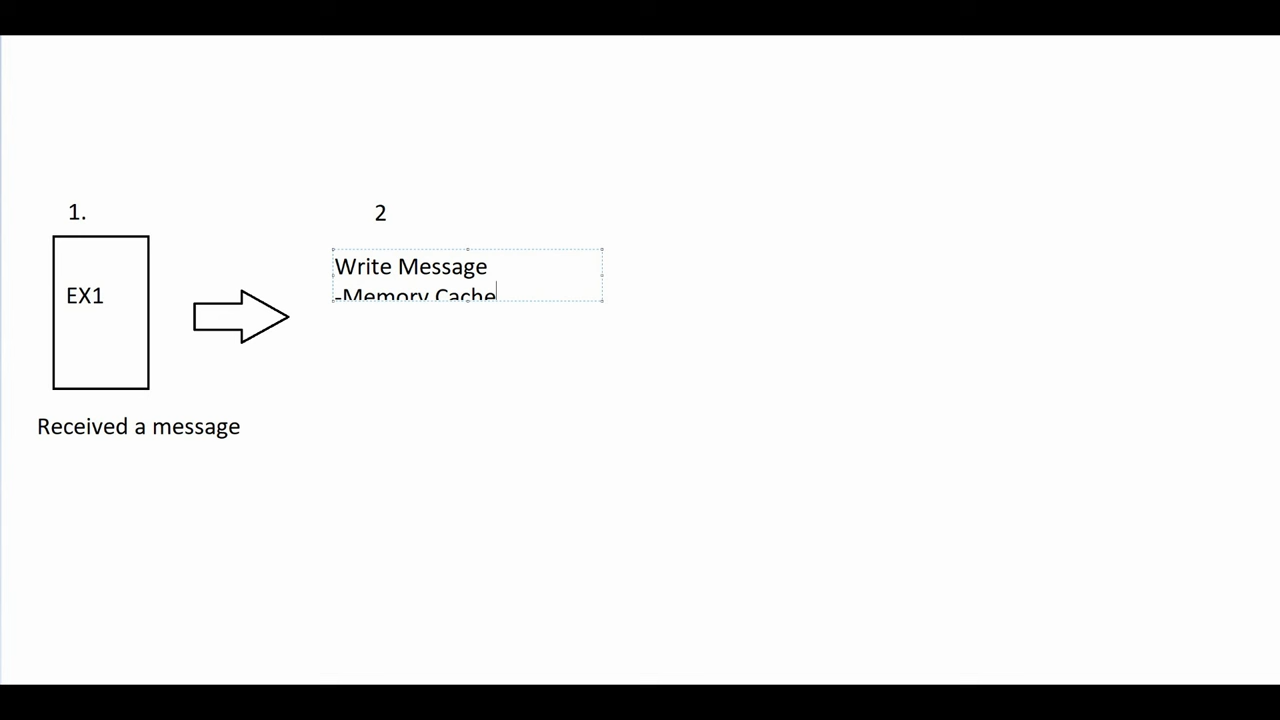 1.
2
Write Message
-Memory Cache
EX1
Received a message